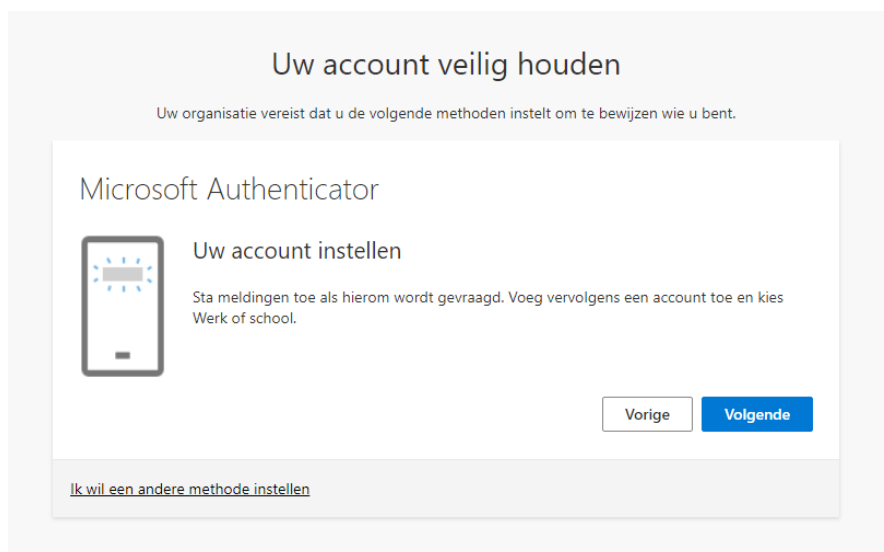 Uw account veilig houden
Uw organisatie vereist dat u de volgende methoden instelt om te bewijzen wie u bent.
Microsoft Authenticator
Uw account instellen
Sta meldingen toe als hierom wordt gevraagd. Voeg vervolgens een account toe en kies
Werk of school.
Vorige
Volgende
Ik wil een andere methode instellen